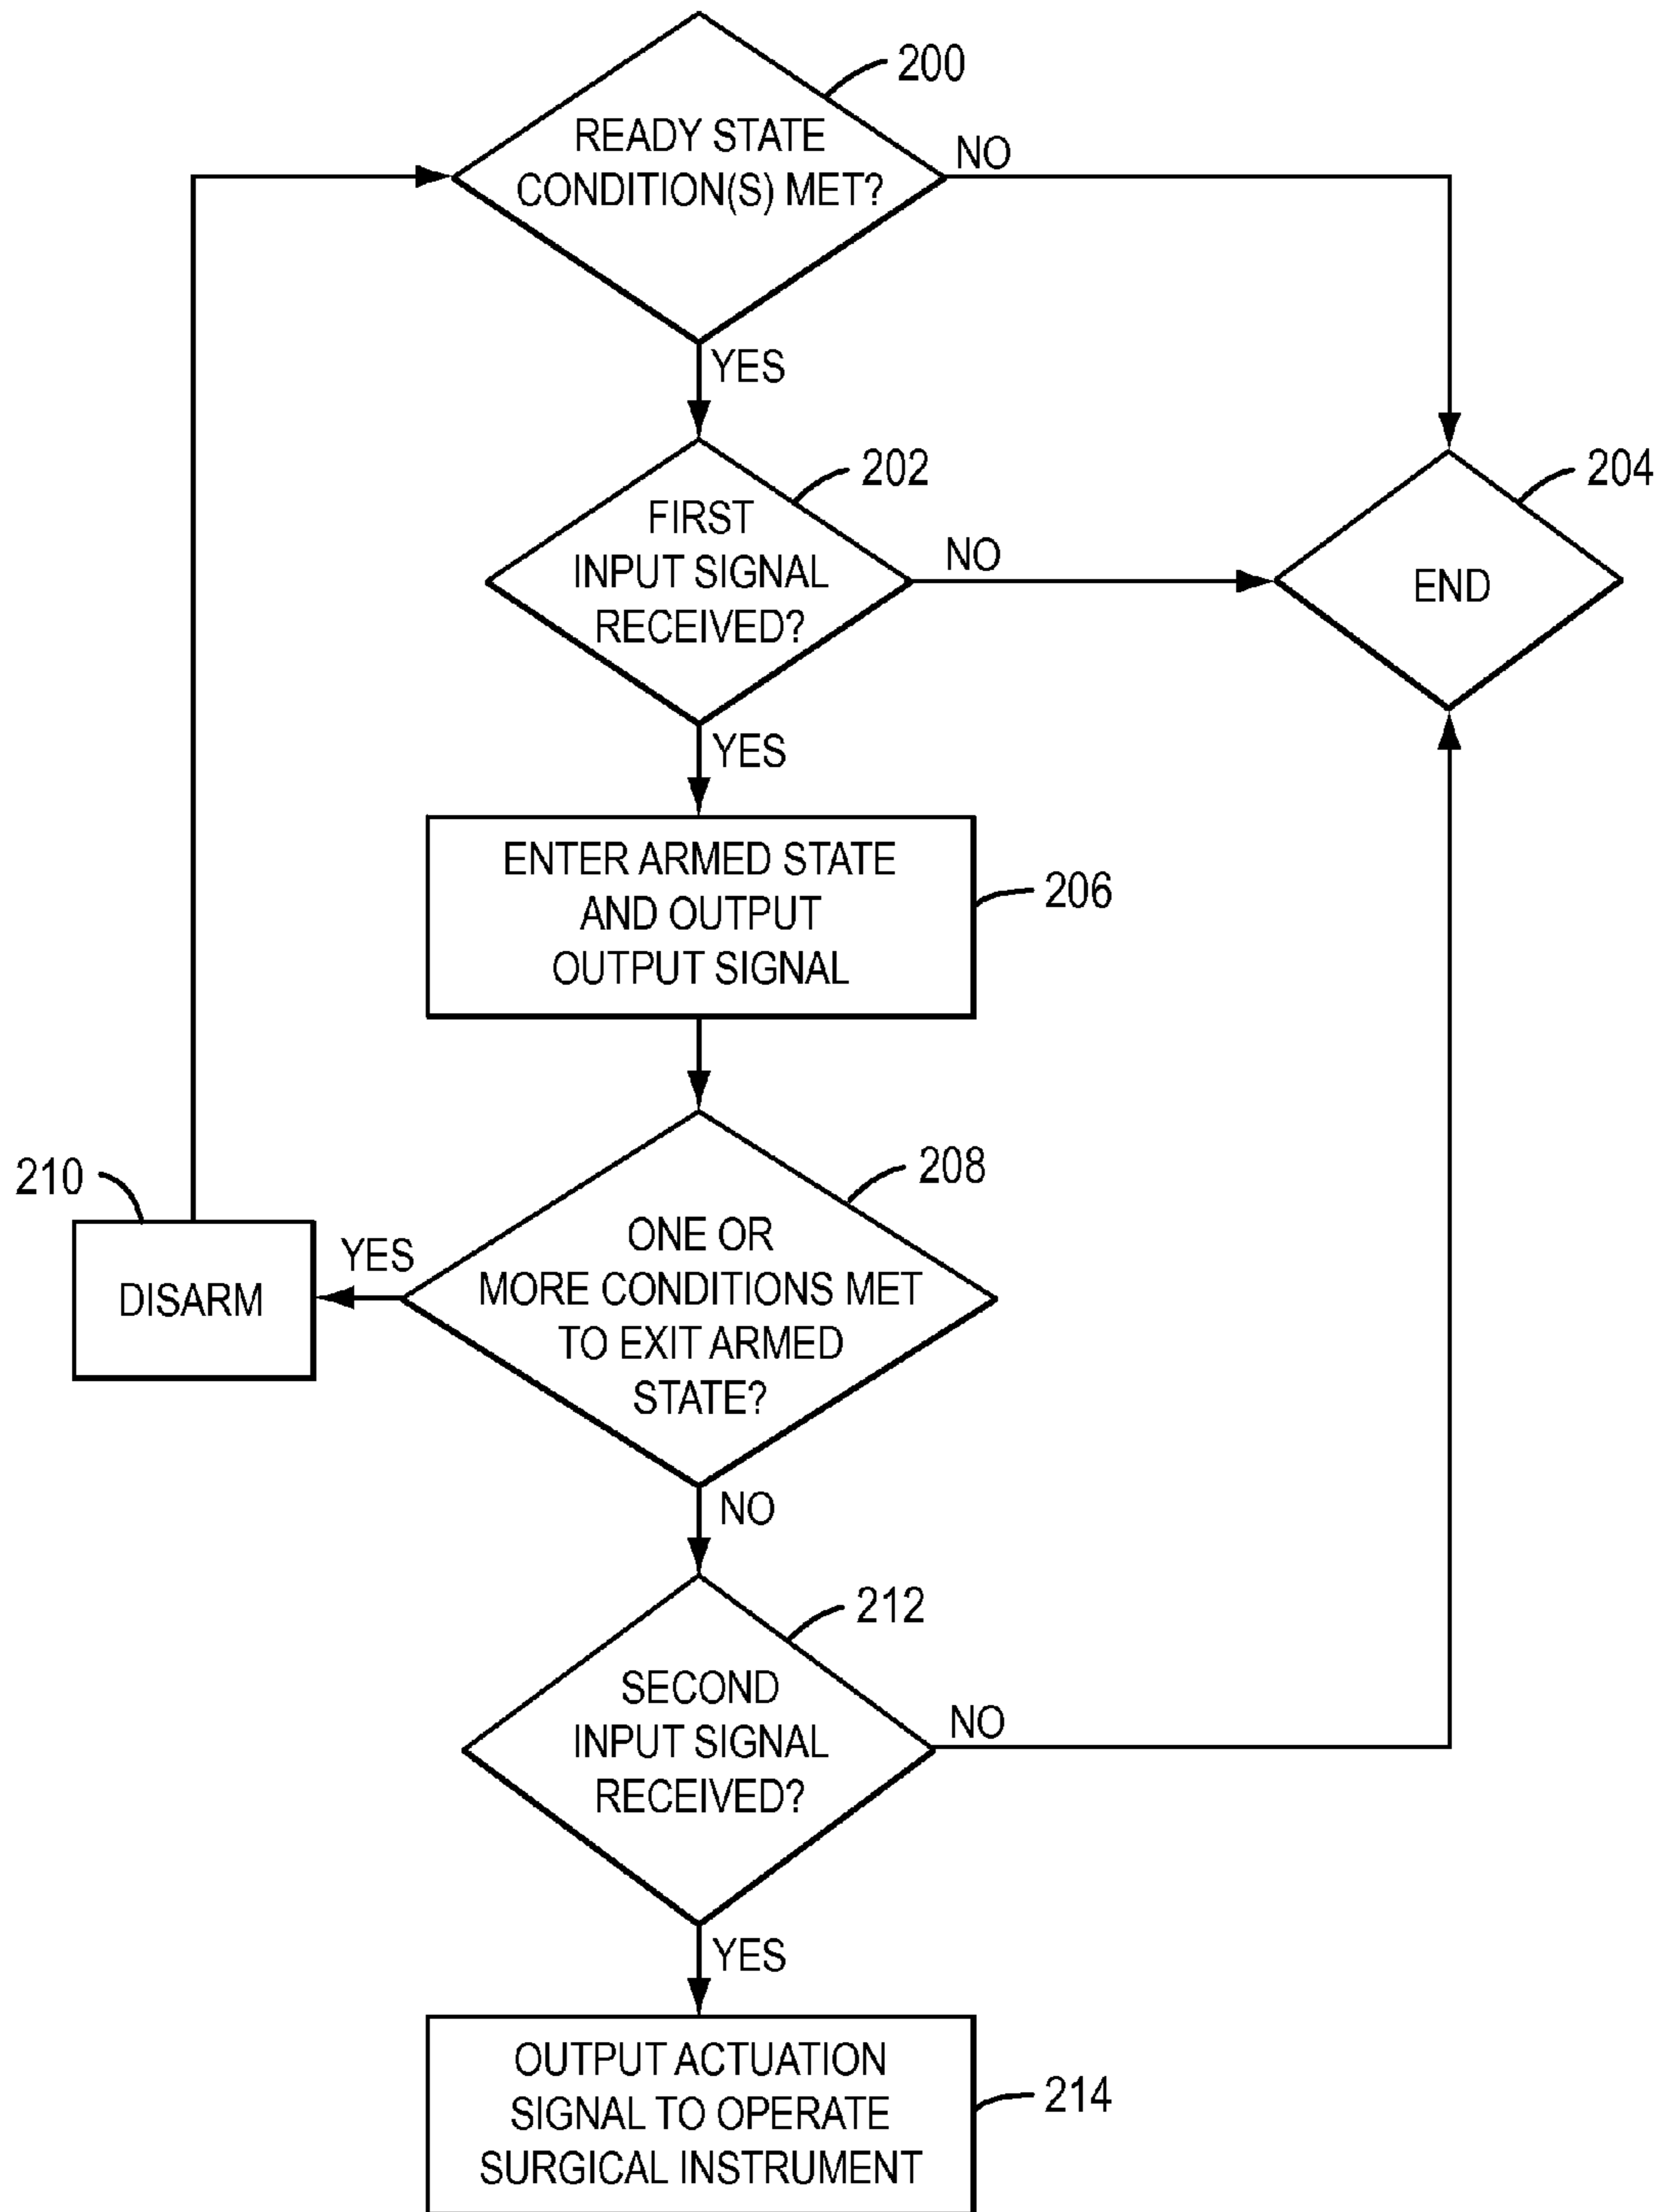 200
READY STATE
CONDITION(S) MET?
NO
YES
202
FIRST
INPUT SIGNAL
RECEIVED?
NO
204
END
YES
ENTER ARMED STATE
AND OUTPUT
OUTPUT SIGNAL
206
208
210
ONE OR
MORE CONDITIONS MET
TO EXIT ARMED
STATE?
YES
DISARM
NO
212
SECOND
INPUT SIGNAL
RECEIVED?
NO
YES
OUTPUT ACTUATION
SIGNAL TO OPERATE
SURGICAL INSTRUMENT
214